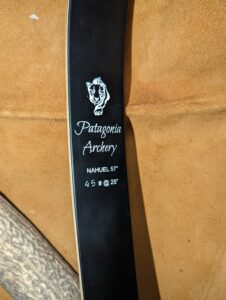 Patagonia
Archery
NAHUEL 57"
45 # @ 28"